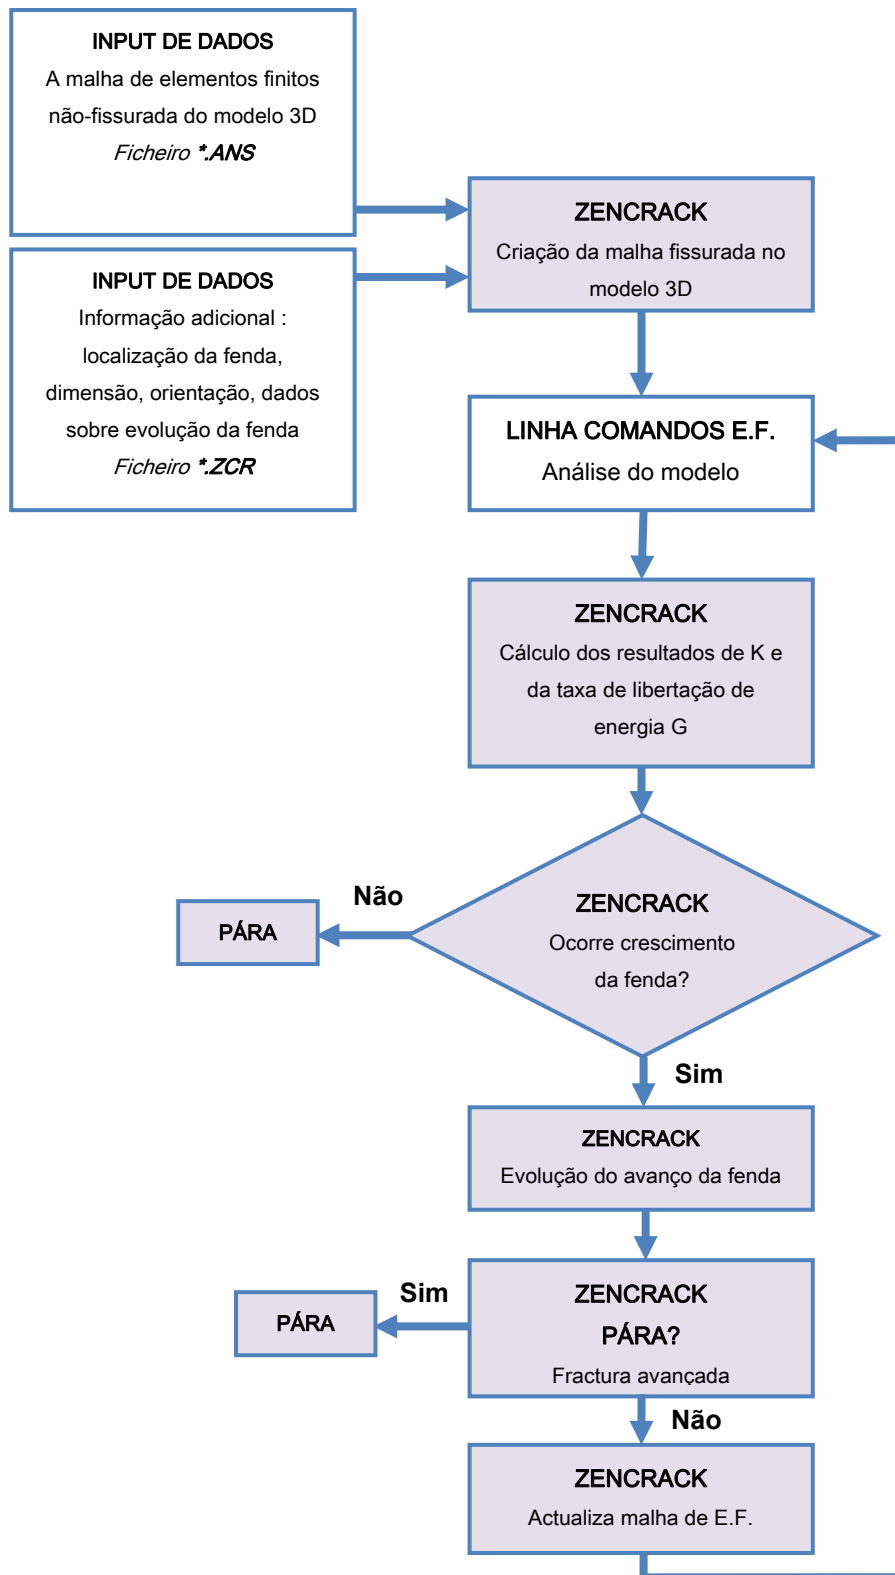 INPUT DE DADOS
A malha de elementos finitos
não-fissurada do modelo 3D
Ficheiro *.ANS
INPUT DE DADOS
Informação adicional :
localização da fenda,
dimensão, orientação, dados
sobre evolução da fenda
Ficheiro *.ZCR
ZENCRACK
Criação da malha fissurada no
modelo 3D
LINHA COMANDOS E.F.
Análise do modelo
ZENCRACK
Cálculo dos resultados de K e
da taxa de libertação de
energia G
ZENCRACK
Ocorre crescimento
da fenda?
Não
PÁRA
Sim
ZENCRACK
Evolução do avanço da fenda
ZENCRACK
PÁRA?
Fractura avançada
Sim
PÁRA
Não
ZENCRACK
Actualiza malha de E.F.